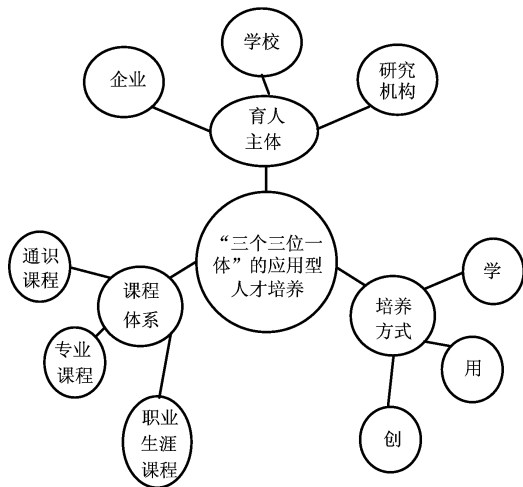 学校
企业
研究
机构
育人
主体
“三个三位一
体”的应用型
人才培养
通识
课程
课程
体系
专业
课程
职业
生涯
课程
培养
方式
学
用
创